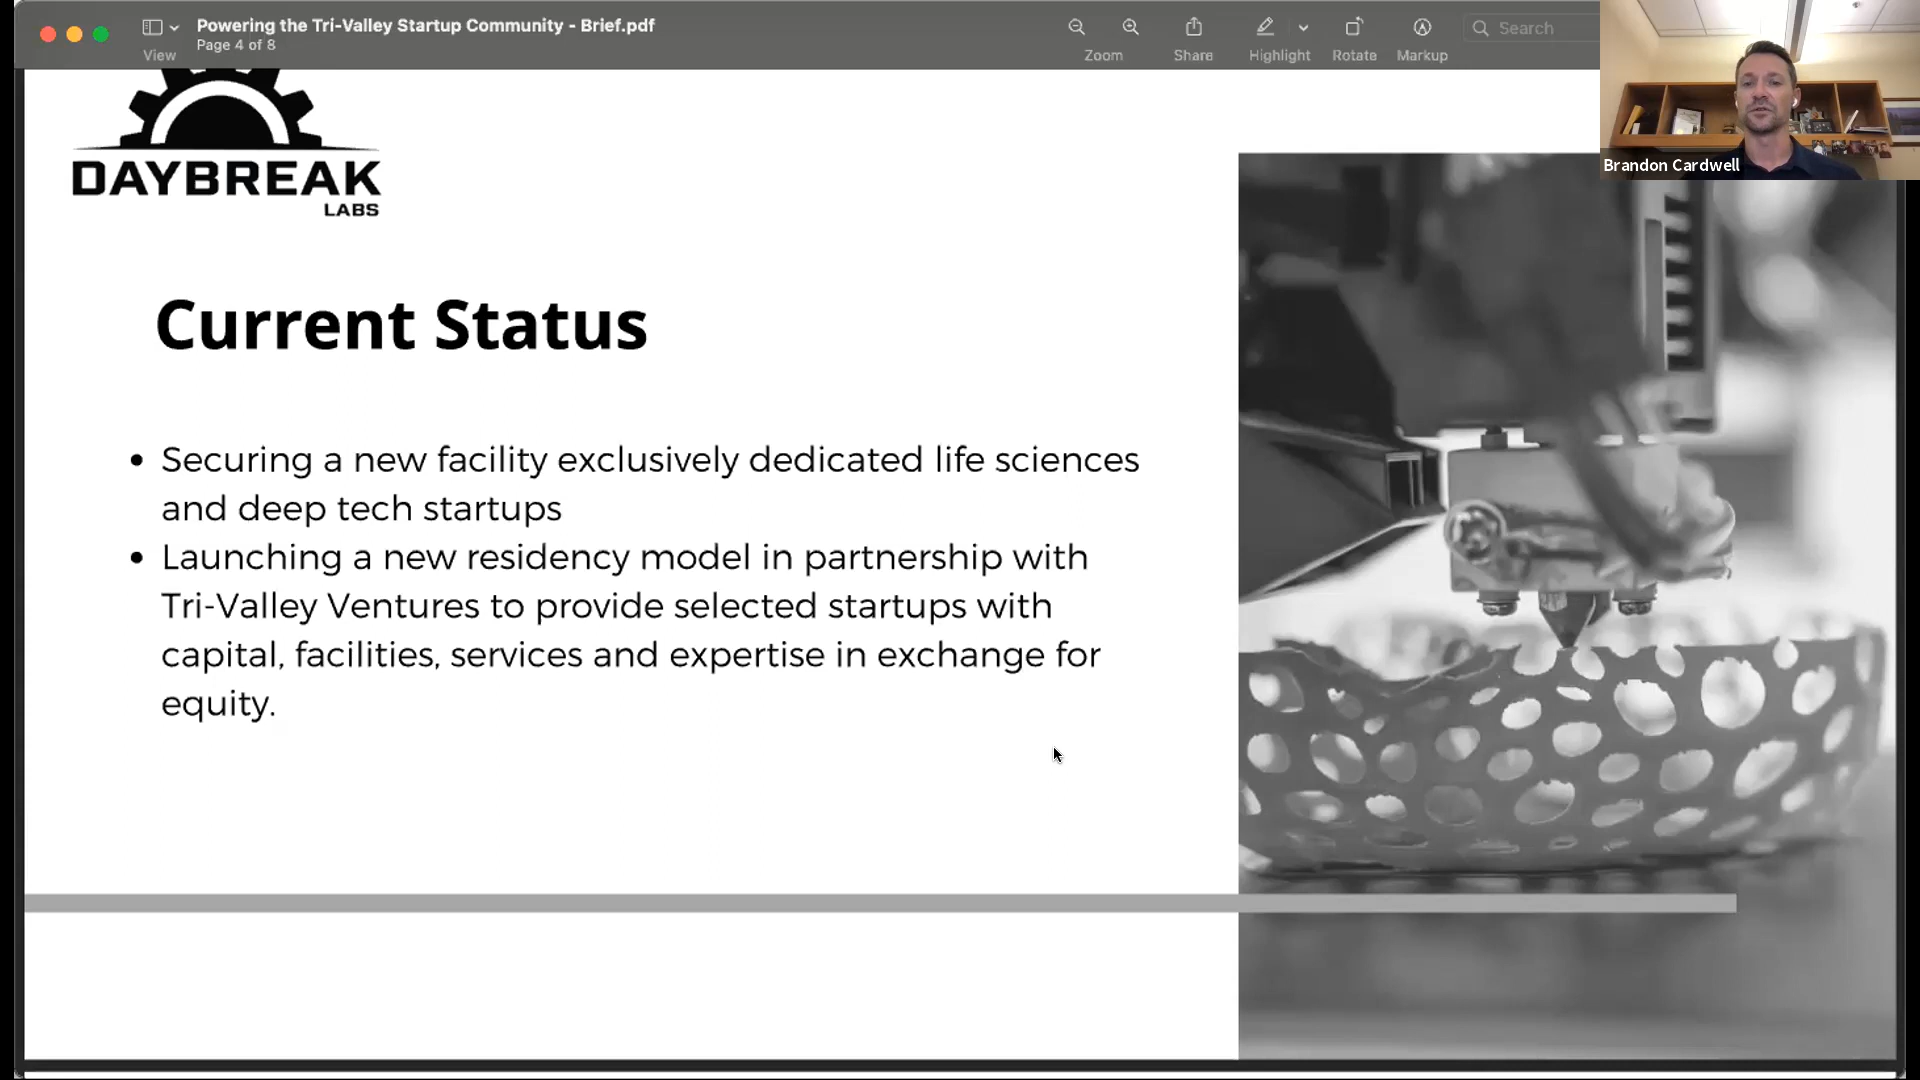 Powering the Tri-Valley Startup Community - Brief.pdf
Page 4 of 8
View
Zoom
Share
Highlight
Rotate
Markup
Search
Brandon Cardwell
DAYBREAK
LABS
Current Status
• Securing a new facility exclusively dedicated life sciences
and deep tech startups
• Launching a new residency model in partnership with
Tri-Valley Ventures to provide selected startups with
capital, facilities, services and expertise in exchange for
equity.